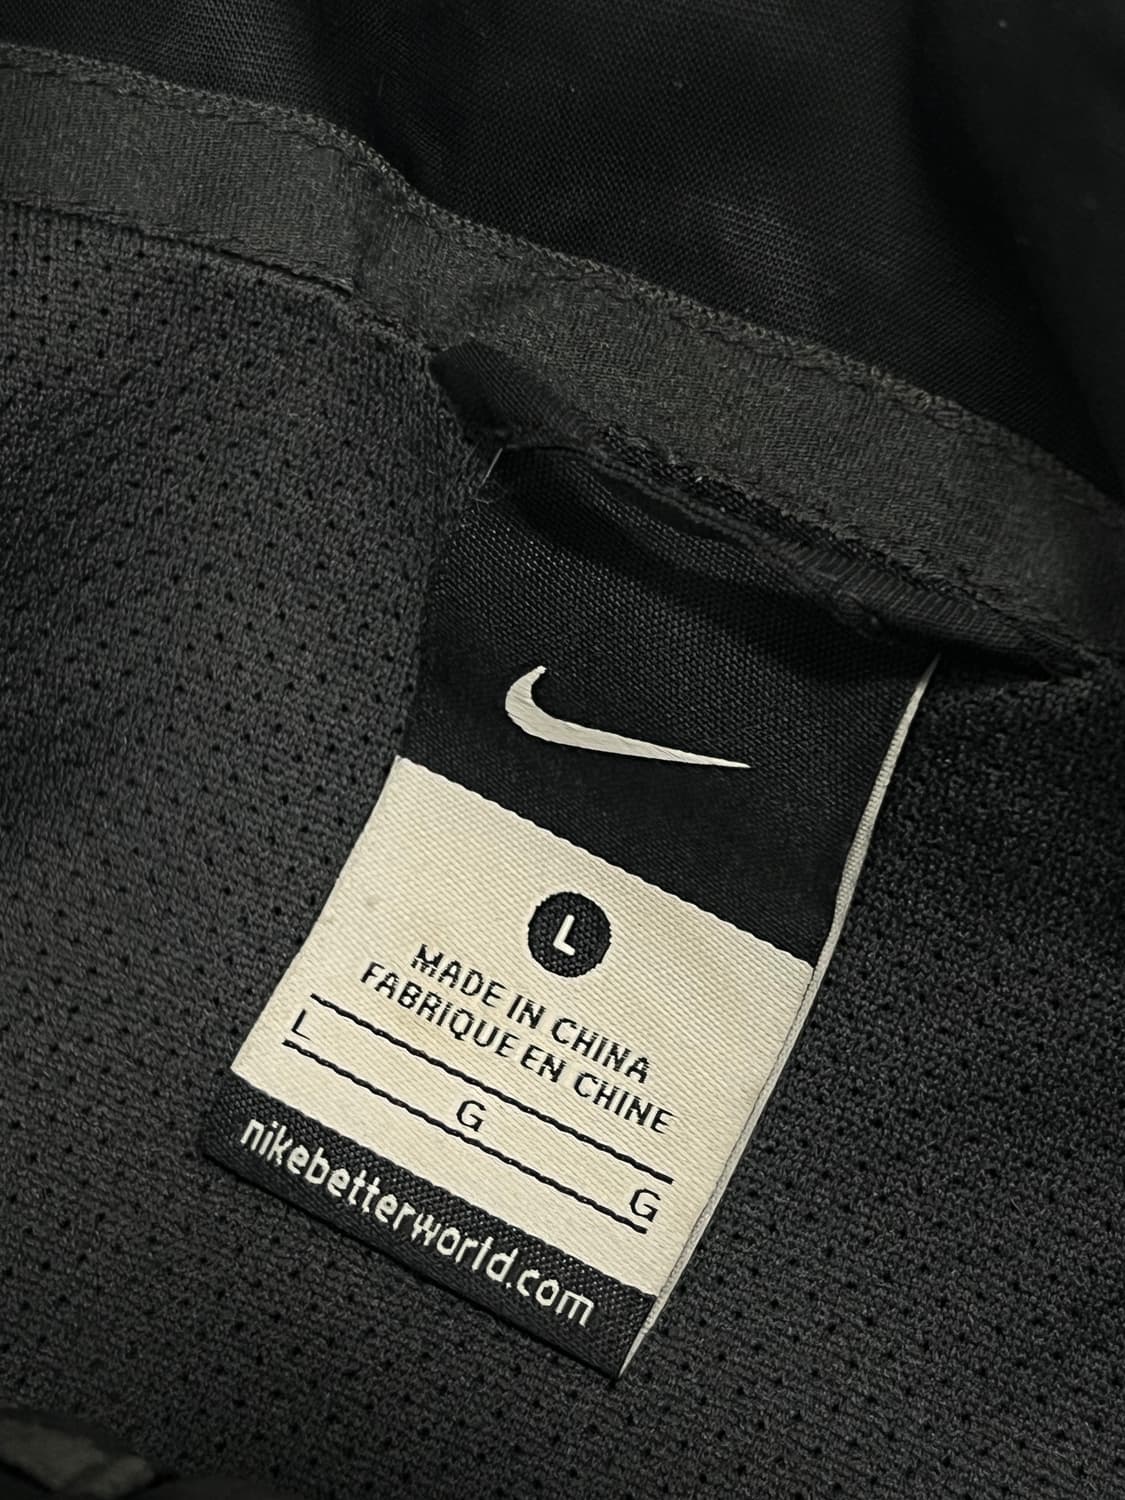 L
MADE IN CHINA
FABRIQUE EN CHINE
L G G
nikebetterworld.com